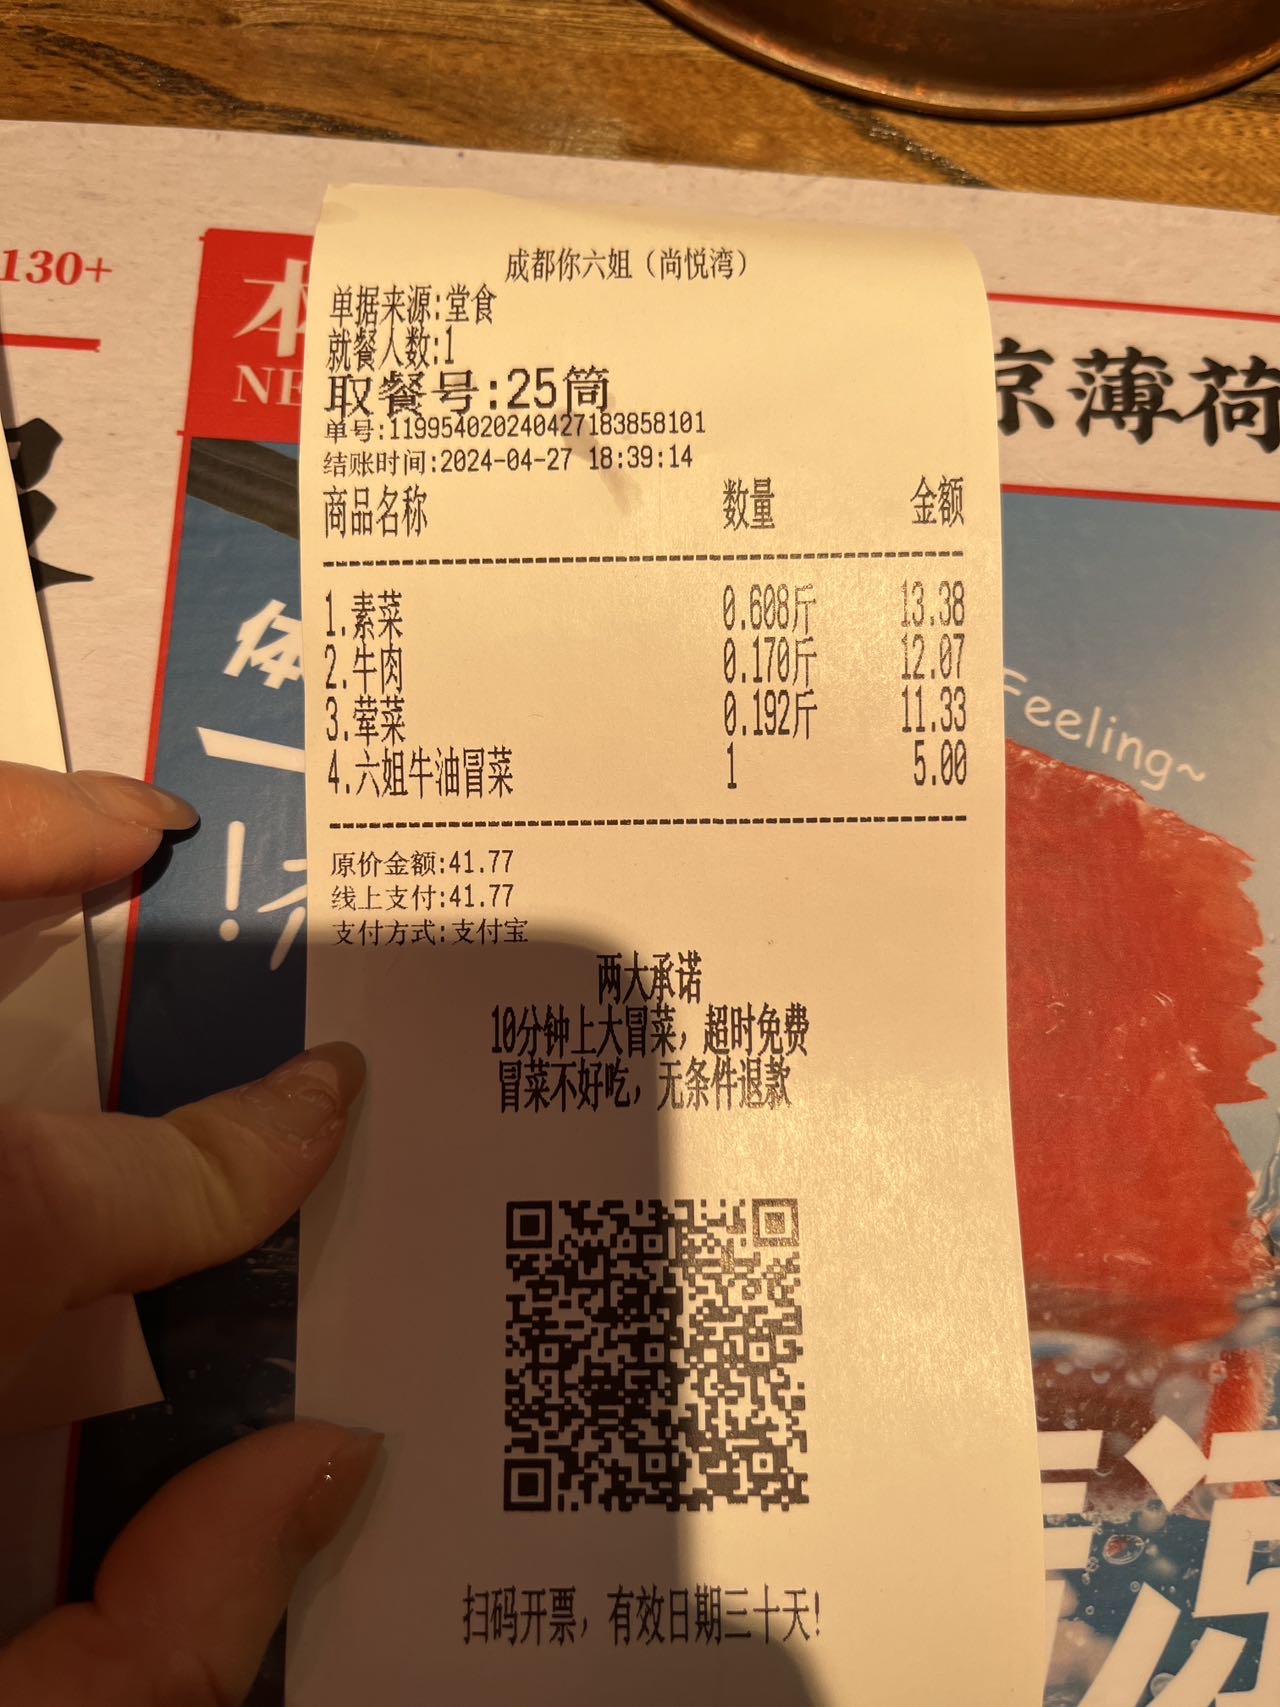 成都你六姐（尚悦湾）
单据来源:堂食
就餐人数:1
取餐号:25筒
单号:11995402024042718385810​1
结账时间:2024-04-27 18:39:14
商品名称 数量 金额
1.素菜 0.608斤 13.38
2.牛肉 0.170斤 12.07
3.荤菜 0.192斤 11.33
4.六姐牛油冒菜 1 5.00
原价金额:41.77
线上支付:41.77
支付方式:支付宝
两大承诺
10分钟上大冒菜，超时免费
冒菜不好吃，无条件退款
扫码开票，有效日期三十天!
130+
本
NE
薄荷
体
Feeling~